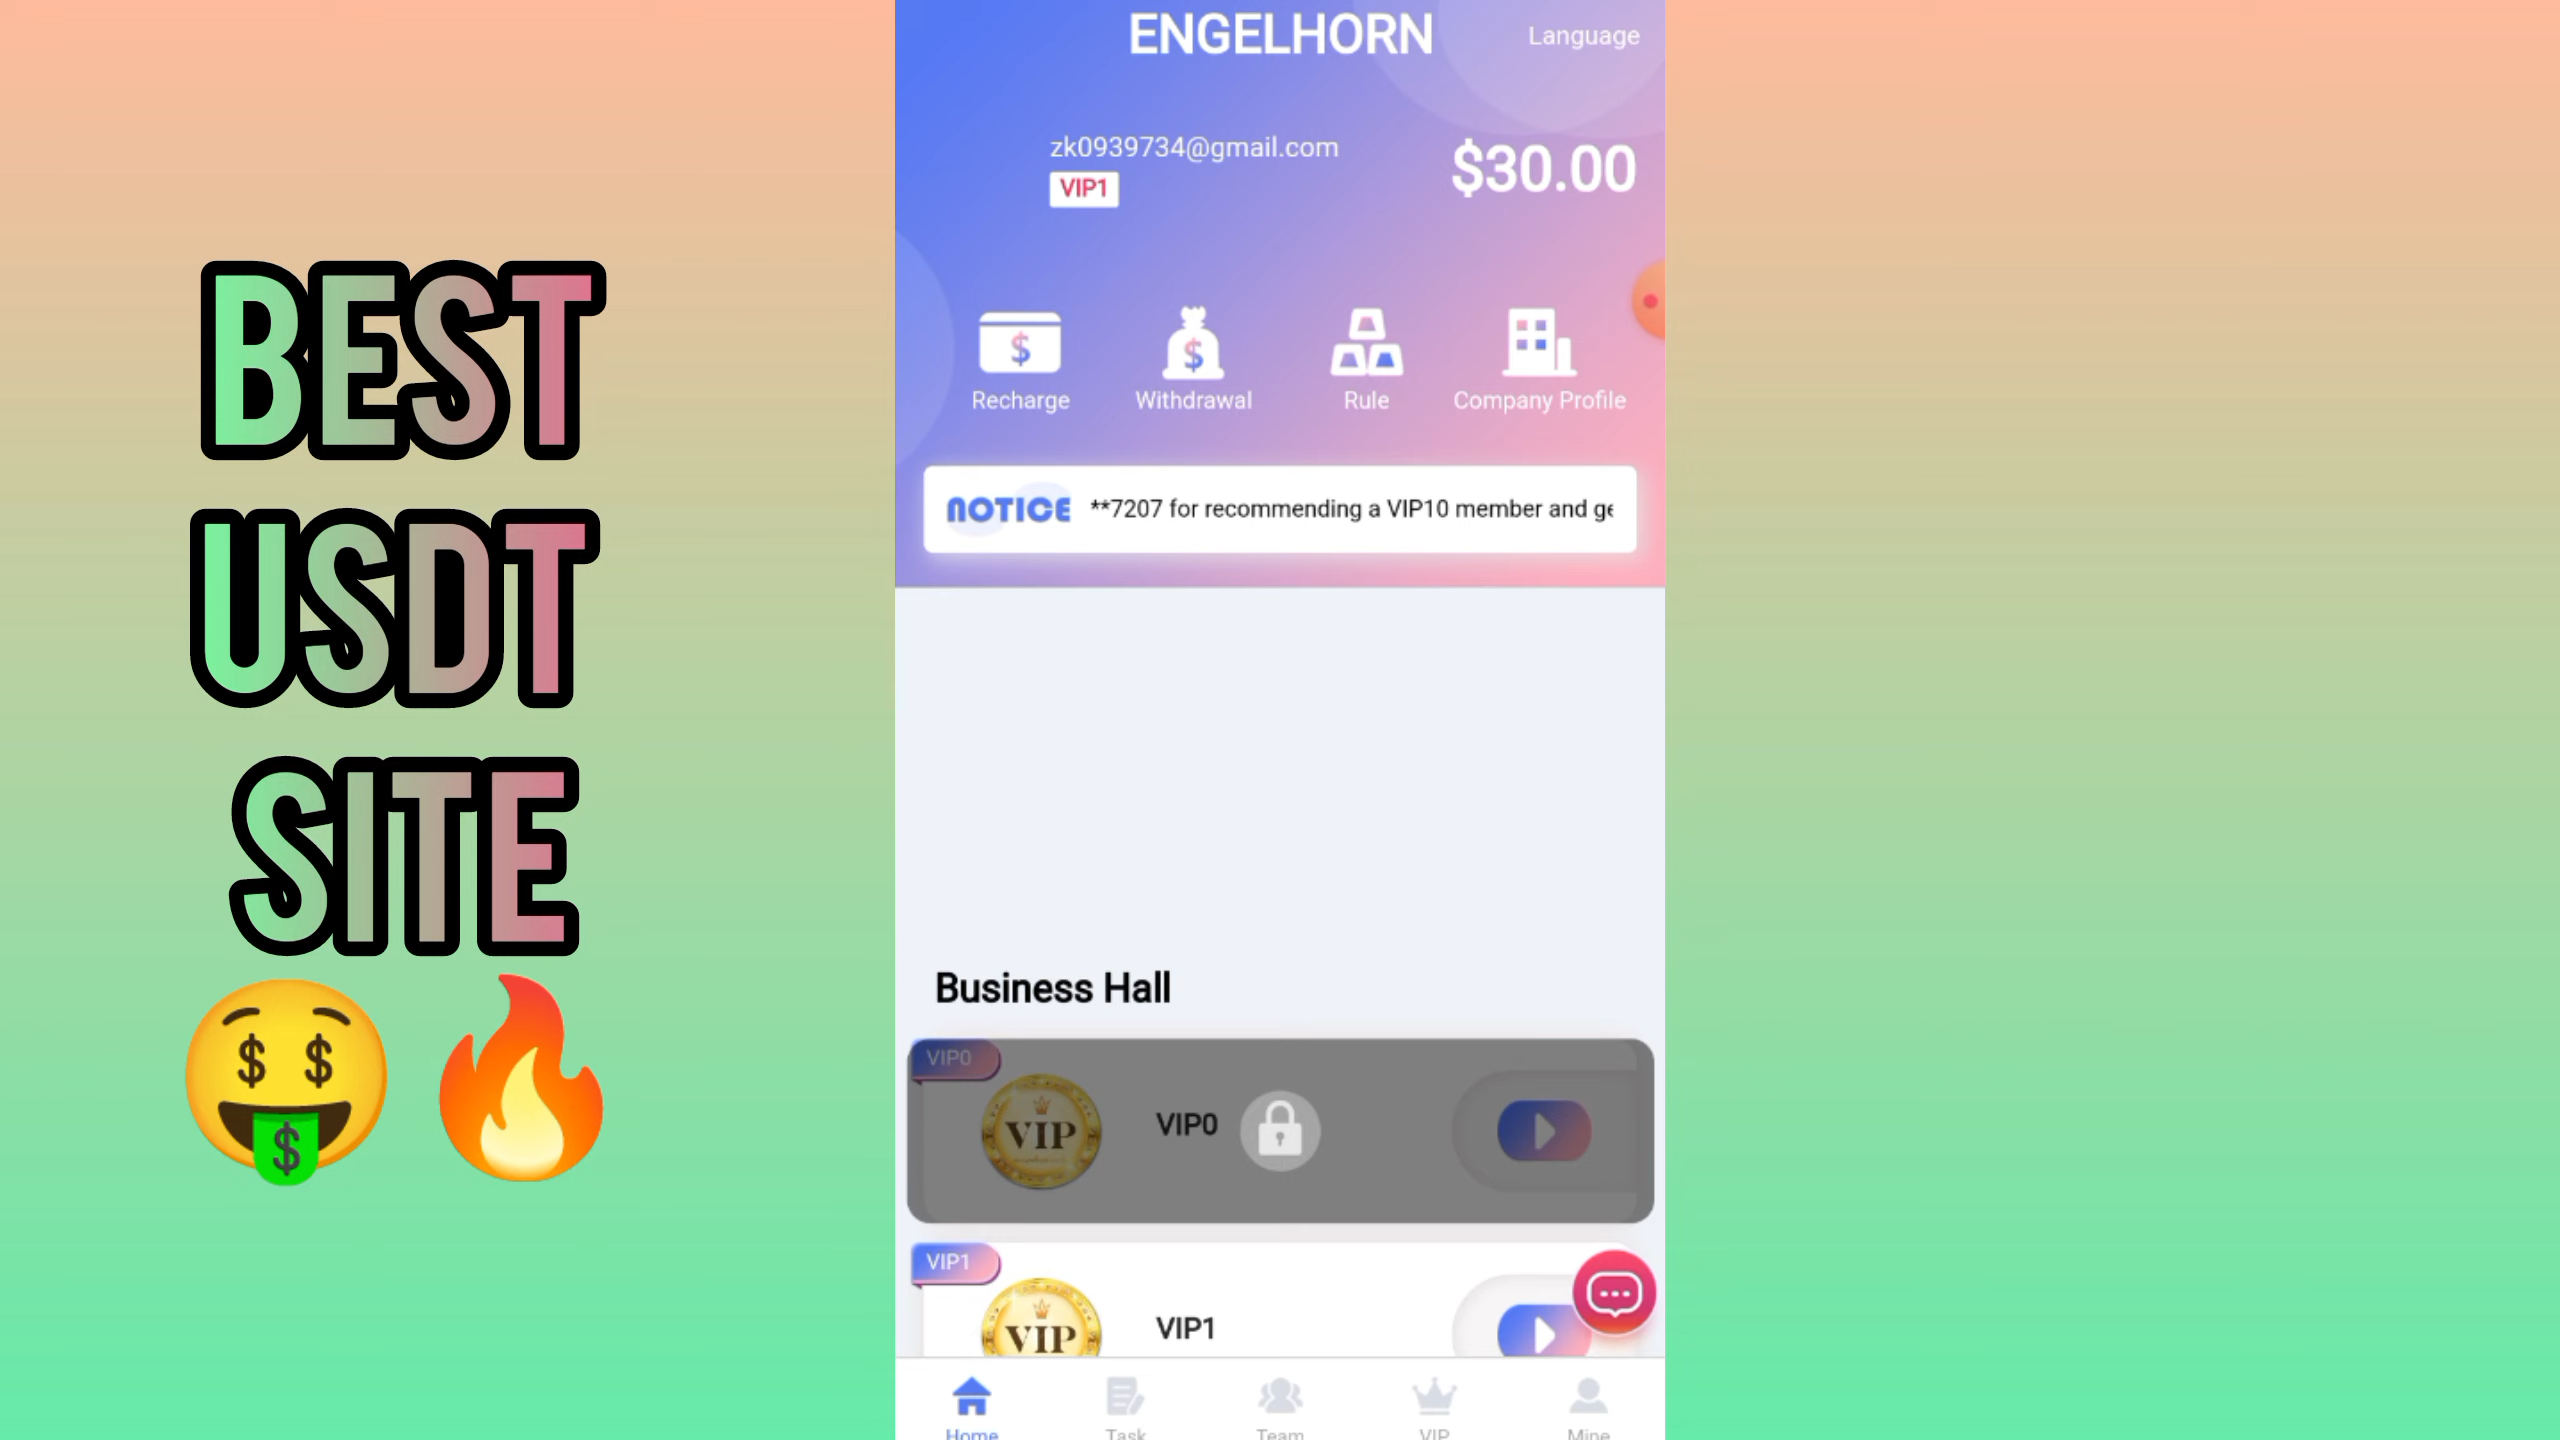 BEST
USDT
SITE
ENGELHORN
Language
zk0939734@gmail.com
VIP1
$30.00
Recharge
Withdrawal
Rule
Company Profile
NOTICE
**7207 for recommending a VIP10 member and ge
Business Hall
VIP0
VIP
VIP0
VIP1
VIP
VIP1
Home
Task
Team
VIP
Mine